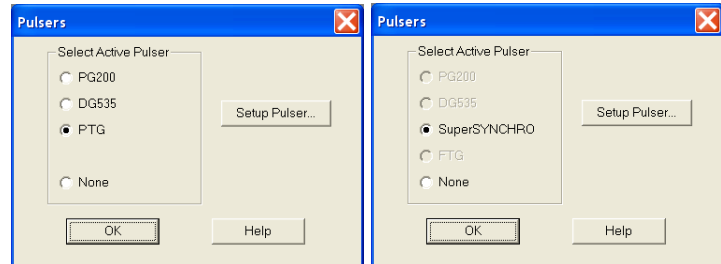 Pulsers
Select Active Pulser
PG200
DG535
PTG
None
Setup Pulser...
OK
Help
Pulsers
Select Active Pulser
PG200
DG535
SuperSYNCHRO
FTG
None
Setup Pulser...
OK
Help